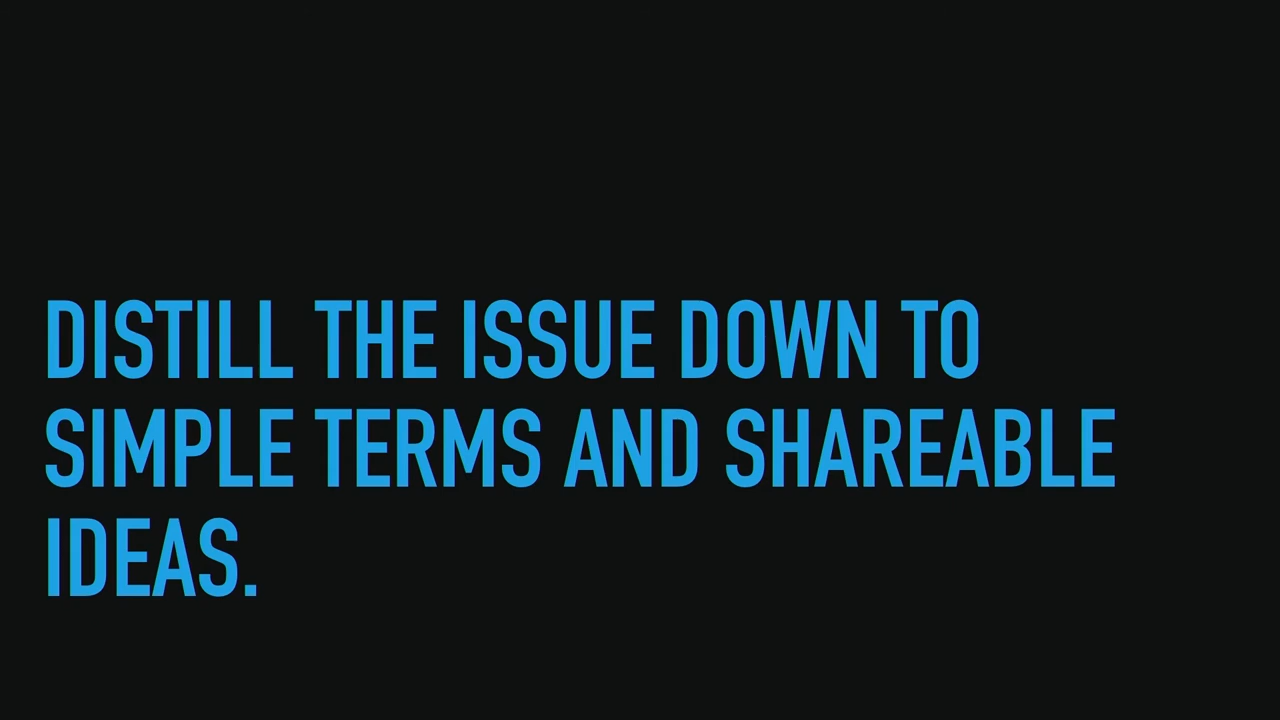 DISTILL THE ISSUE DOWN TO
SIMPLE TERMS AND SHAREABLE
IDEAS.